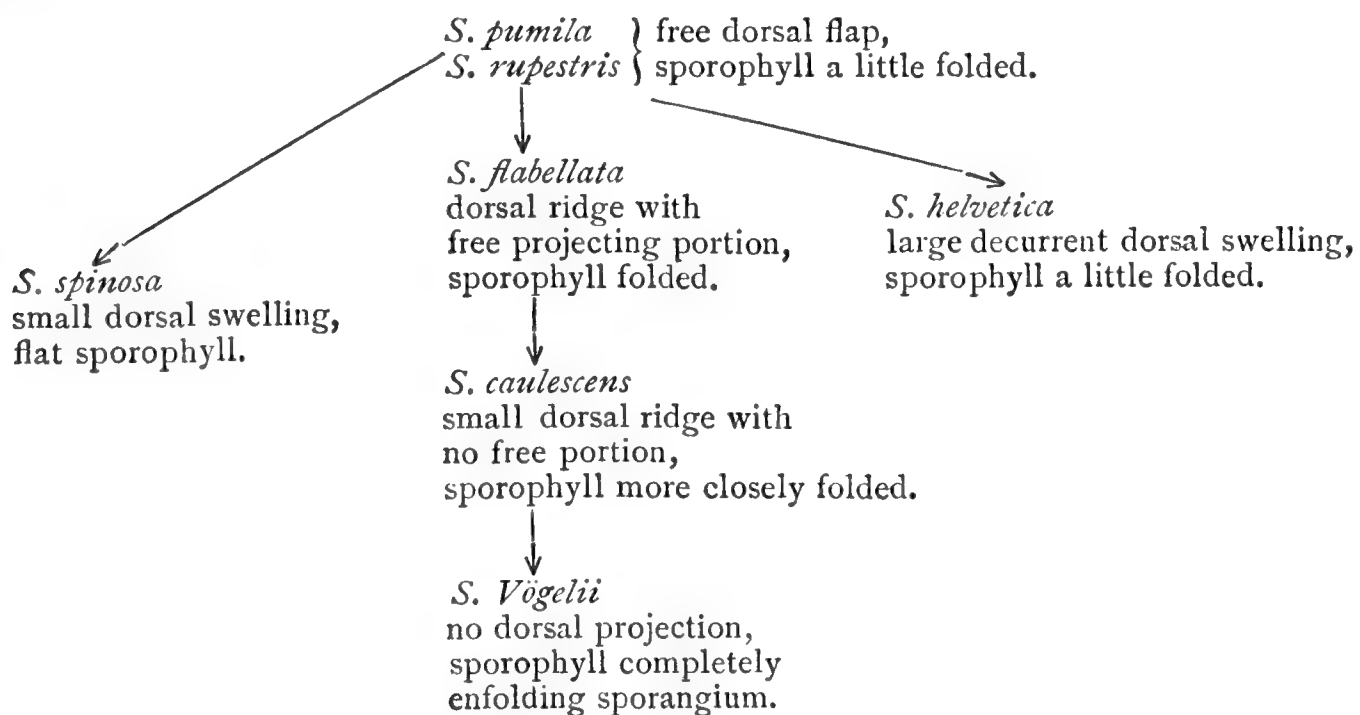 S. pumila } free dorsal flap,
S. rupestris } sporophyll a little folded.
S. flabellata
dorsal ridge with
free projecting portion,
sporophyll folded.
S. helvetica
large decurrent dorsal swelling,
sporophyll a little folded.
S. spinosa
small dorsal swelling,
flat sporophyll.
S. caulescens
small dorsal ridge with
no free portion,
sporophyll more closely folded.
S. Vögelii
no dorsal projection,
sporophyll completely
enfolding sporangium.